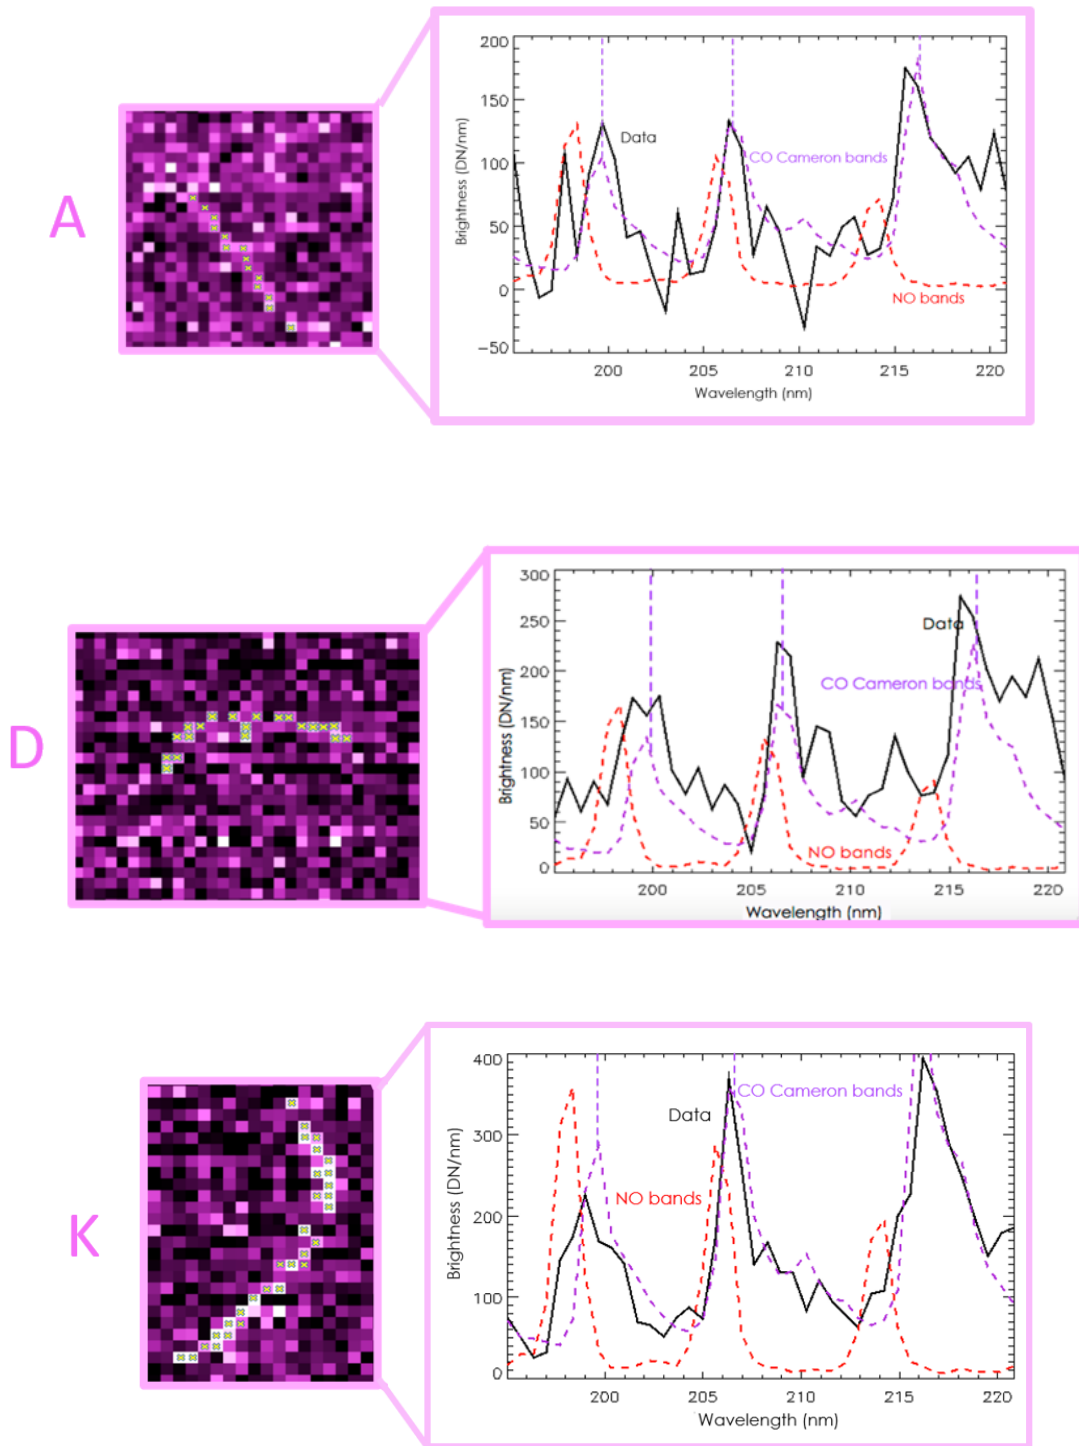 A
200
150
100
50
0
−50
Brightness (DN/nm)
Data
CO Cameron bands
NO bands
200
205
210
215
220
Wavelength (nm)
D
300
250
200
150
100
50
0
Brightness (DN/nm)
Data
CO Cameron bands
NO bands
200
205
210
215
220
Wavelength (nm)
K
400
300
200
100
0
Brightness (DN/nm)
CO Cameron bands
Data
NO bands
200
205
210
215
220
Wavelength (nm)